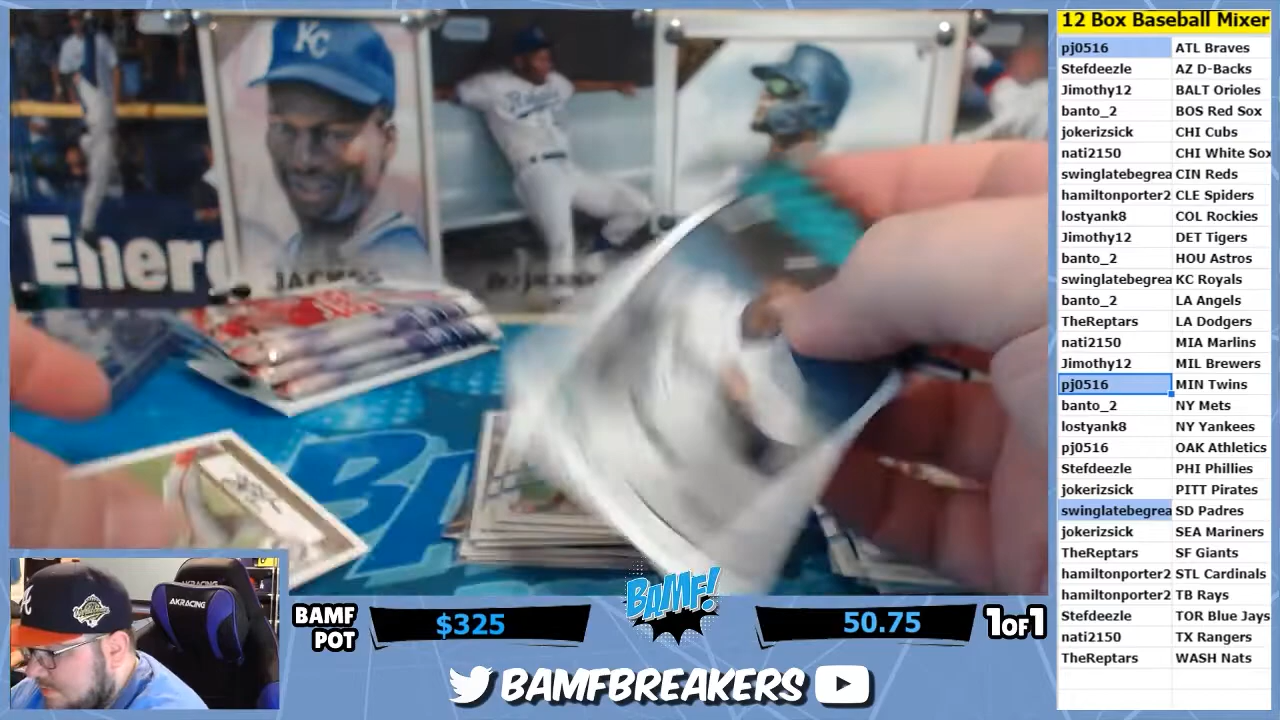 12 Box Baseball Mixer
pj0516 ATL Braves
Stefdeezle AZ D-Backs
Jimothy12 BALT Orioles
banto_2 BOS Red Sox
jokerizsick CHI Cubs
nati2150 CHI White Sox
swinglatebegrea CIN Reds
hamiltonporter2 CLE Spiders
lostyank8 COL Rockies
Jimothy12 DET Tigers
banto_2 HOU Astros
swinglatebegrea KC Royals
banto_2 LA Angels
TheReptars LA Dodgers
nati2150 MIA Marlins
Jimothy12 MIL Brewers
pj0516 MIN Twins
banto_2 NY Mets
lostyank8 NY Yankees
pj0516 OAK Athletics
Stefdeezle PHI Phillies
jokerizsick PITT Pirates
swinglatebegrea SD Padres
jokerizsick SEA Mariners
TheReptars SF Giants
hamiltonporter2 STL Cardinals
hamiltonporter2 TB Rays
Stefdeezle TOR Blue Jays
nati2150 TX Rangers
TheReptars WASH Nats
KC
Energ
AKRACING
AKRACING
BAMF POT
$325
BAMF!
50.75
1 OF 1
BAMFBREAKERS